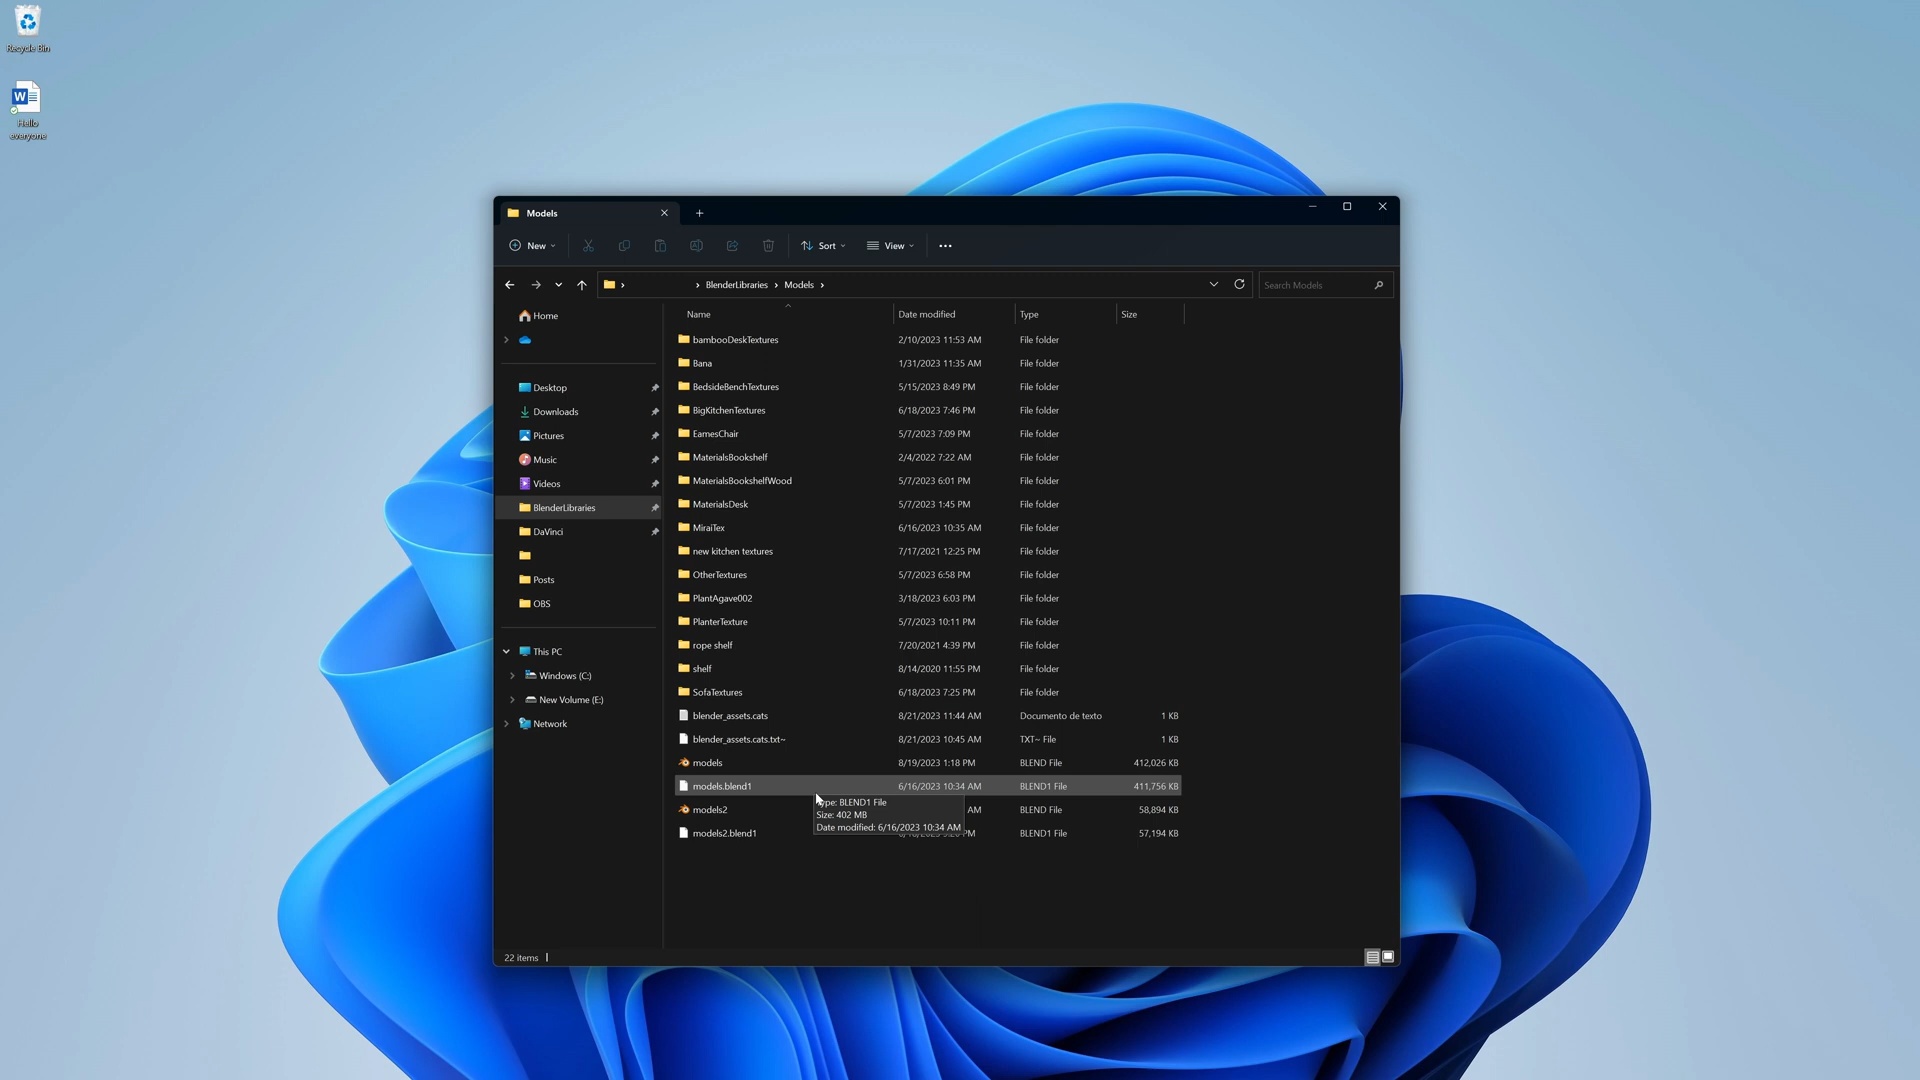 Recycle Bin
Hello
everyone
Models
New
Sort
View
BlenderLibraries > Models >
Search Models
Home
Desktop
Downloads
Pictures
Music
Videos
BlenderLibraries
DaVinci
Posts
OBS
This PC
Windows (C:)
New Volume (E:)
Network
Name Date modified Type Size
bambooDeskTextures 2/10/2023 11:53 AM File folder
Bana 1/31/2023 11:35 AM File folder
BedsideBenchTextures 5/15/2023 8:49 PM File folder
BigKitchenTextures 6/18/2023 7:46 PM File folder
EamesChair 5/7/2023 7:09 PM File folder
MaterialsBookshelf 2/4/2022 7:22 AM File folder
MaterialsBookshelfWood 5/7/2023 6:01 PM File folder
MaterialsDesk 5/7/2023 1:45 PM File folder
MiraiTex 6/16/2023 10:35 AM File folder
new kitchen textures 7/17/2021 12:25 PM File folder
OtherTextures 5/7/2023 6:58 PM File folder
PlantAgave002 3/18/2023 6:03 PM File folder
PlanterTexture 5/7/2023 10:11 PM File folder
rope shelf 7/20/2021 4:39 PM File folder
shelf 8/14/2020 11:55 PM File folder
SofaTextures 6/18/2023 7:25 PM File folder
blender_assets.cats 8/21/2023 11:44 AM Documento de texto 1 KB
blender_assets.cats.txt~ 8/21/2023 10:45 AM TXT~ File 1 KB
models 8/19/2023 1:18 PM BLEND File 412,026 KB
models.blend1 6/16/2023 10:34 AM BLEND1 File 411,756 KB
models2 AM BLEND File 58,894 KB
models2.blend1 PM BLEND1 File 57,194 KB
Type: BLEND1 File
Size: 402 MB
Date modified: 6/16/2023 10:34 AM
22 items